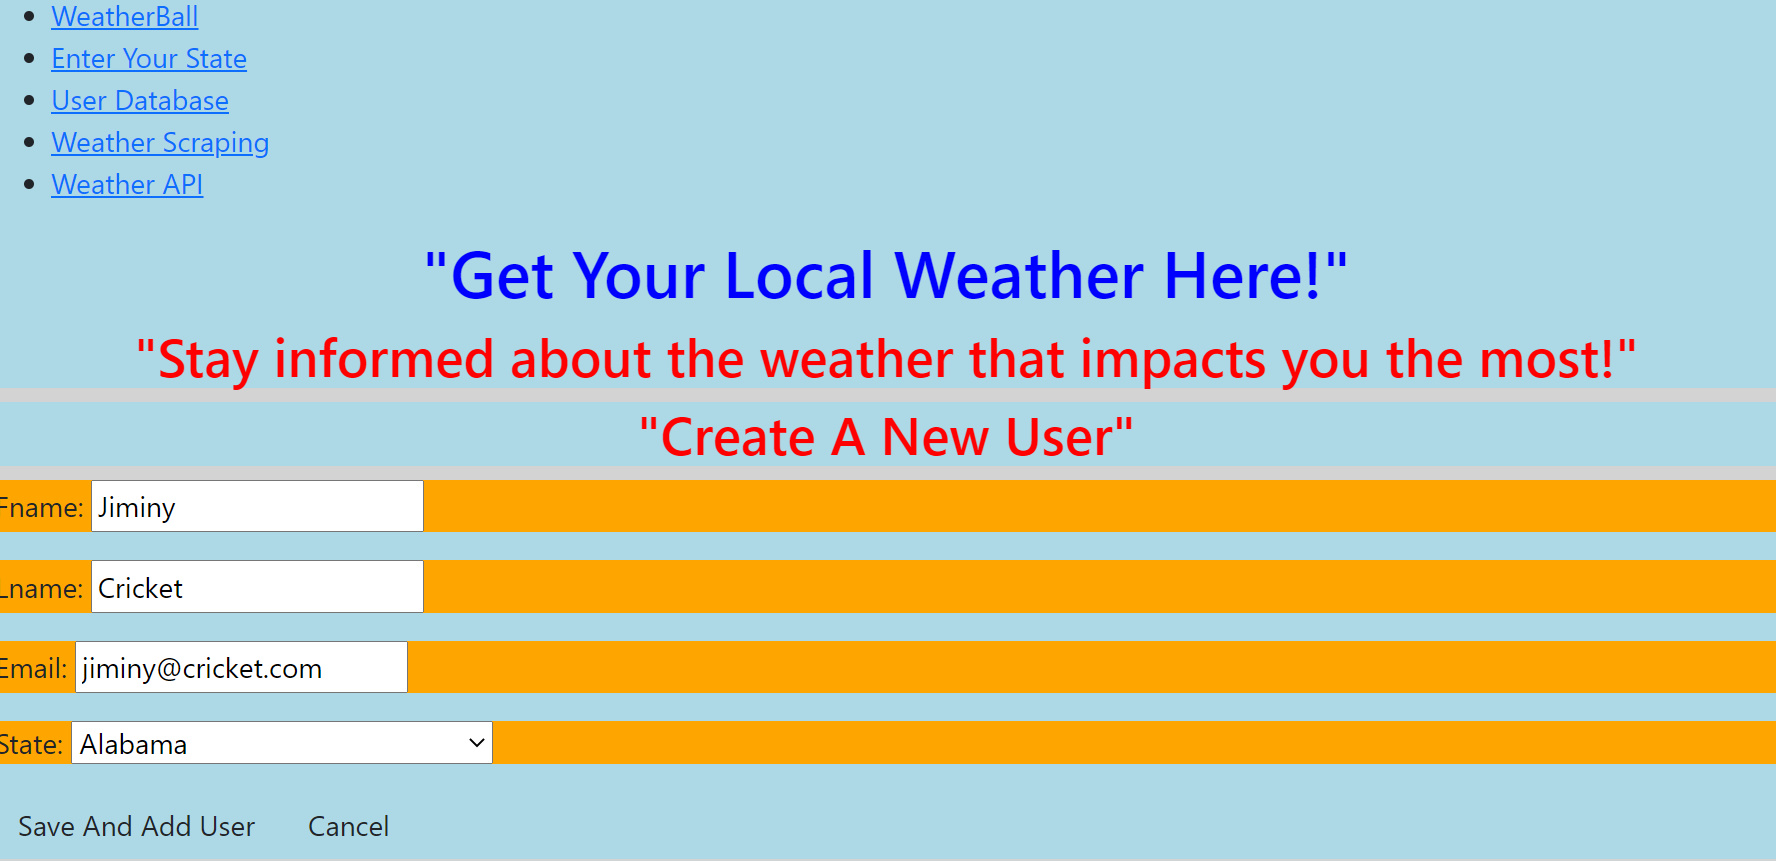 WeatherBall
Enter Your State
User Database
Weather Scraping
Weather API
"Get Your Local Weather Here!"
"Stay informed about the weather that impacts you the most!"
"Create A New User"
Fname: Jiminy
Lname: Cricket
Email: jiminy@cricket.com
State: Alabama
Save And Add User Cancel